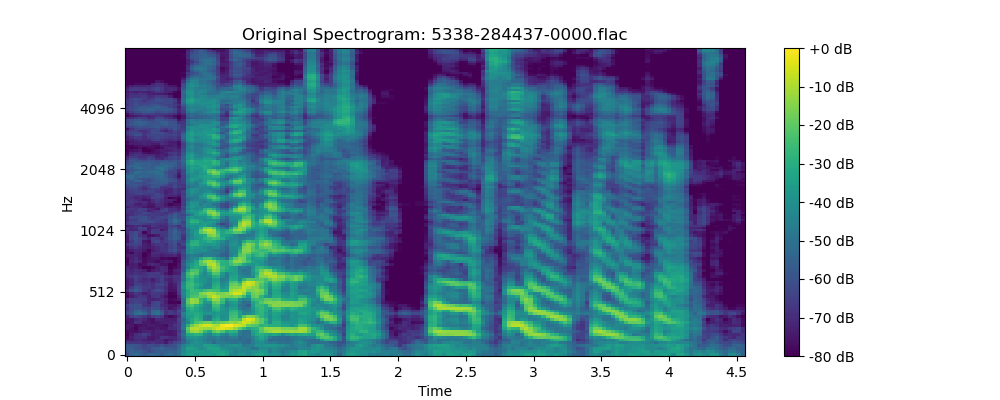 Original Spectrogram: 5338-284437-0000.flac
Hz
4096
2048
1024
512
0
0 0.5 1 1.5 2 2.5 3 3.5 4 4.5
Time
+0 dB
-10 dB
-20 dB
-30 dB
-40 dB
-50 dB
-60 dB
-70 dB
-80 dB